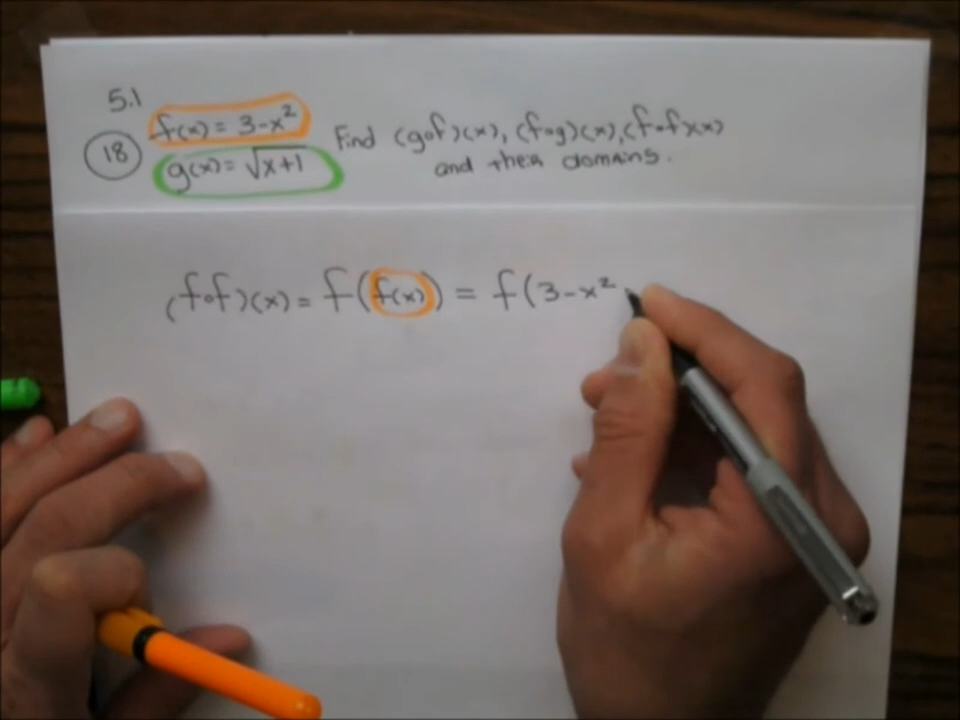 5.1
18
f(x) = 3-x²
g(x) = √x+1
Find (g∘f)(x), (f∘g)(x), (f∘f)(x)
and their domains.
(f∘f)(x) = f(f(x)) = f(3-x²